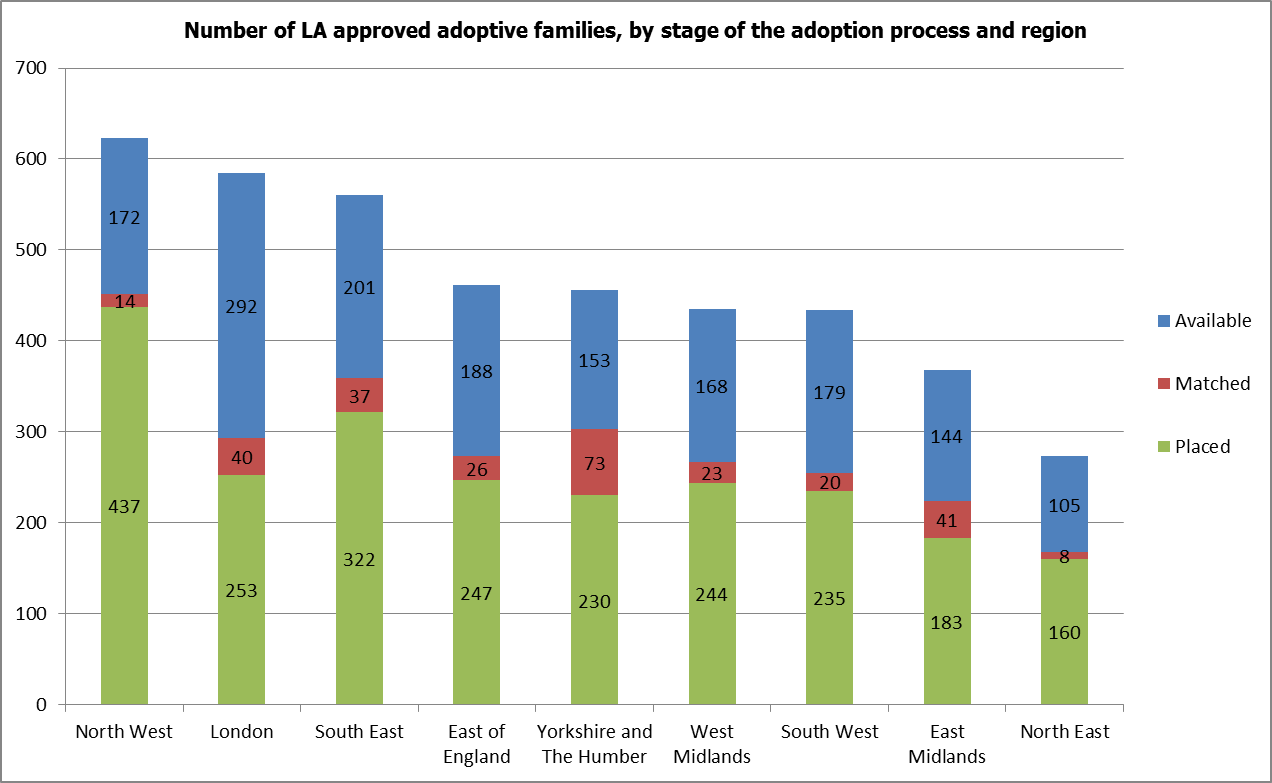 Number of LA approved adoptive families, by stage of the adoption process and region
700
600
500
400
300
200
100
0
172
14
437
292
40
253
201
37
322
188
26
247
153
73
230
168
23
244
179
20
235
144
41
183
105
8
160
North West
London
South East
East of
England
Yorkshire and
The Humber
West
Midlands
South West
East
Midlands
North East
Available
Matched
Placed